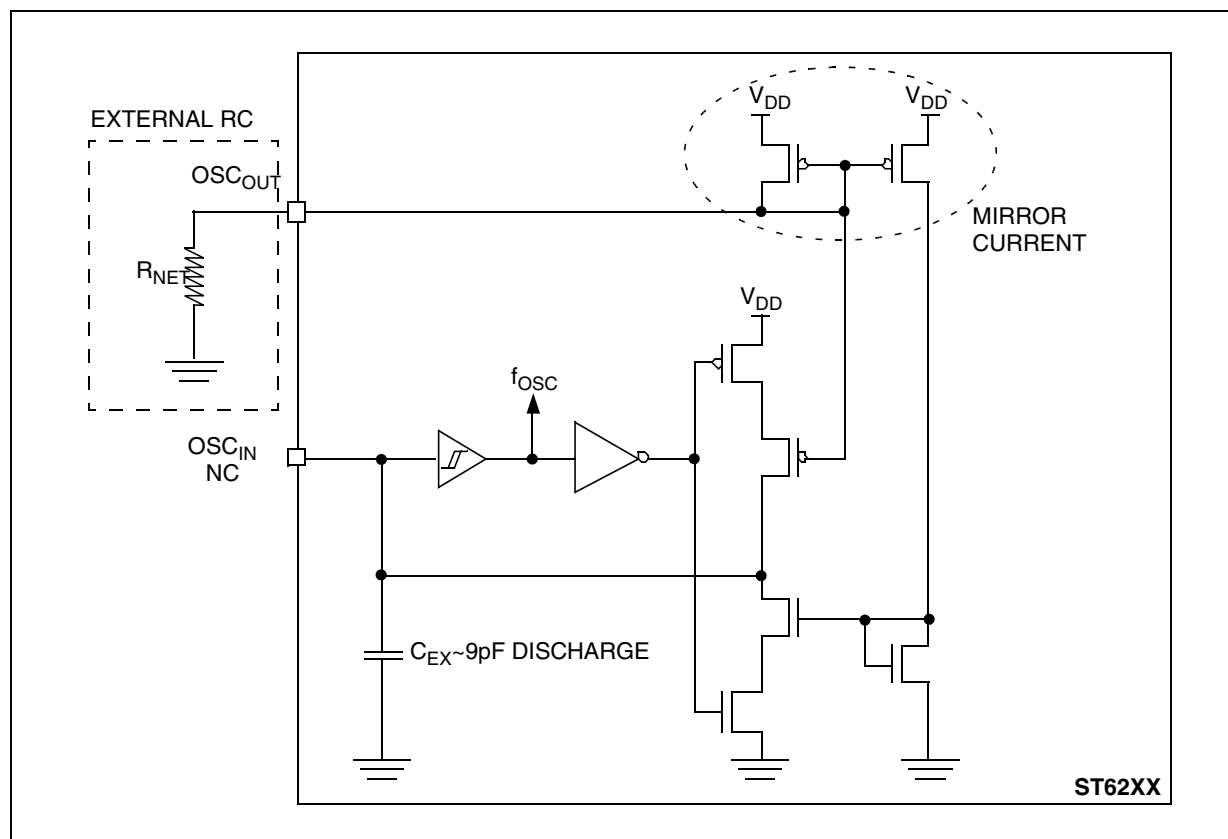 V_DD V_DD
EXTERNAL RC
OSC_OUT
MIRROR
CURRENT
R_NET
V_DD
f_OSC
OSC_IN
NC
C_EX~9pF DISCHARGE
ST62XX